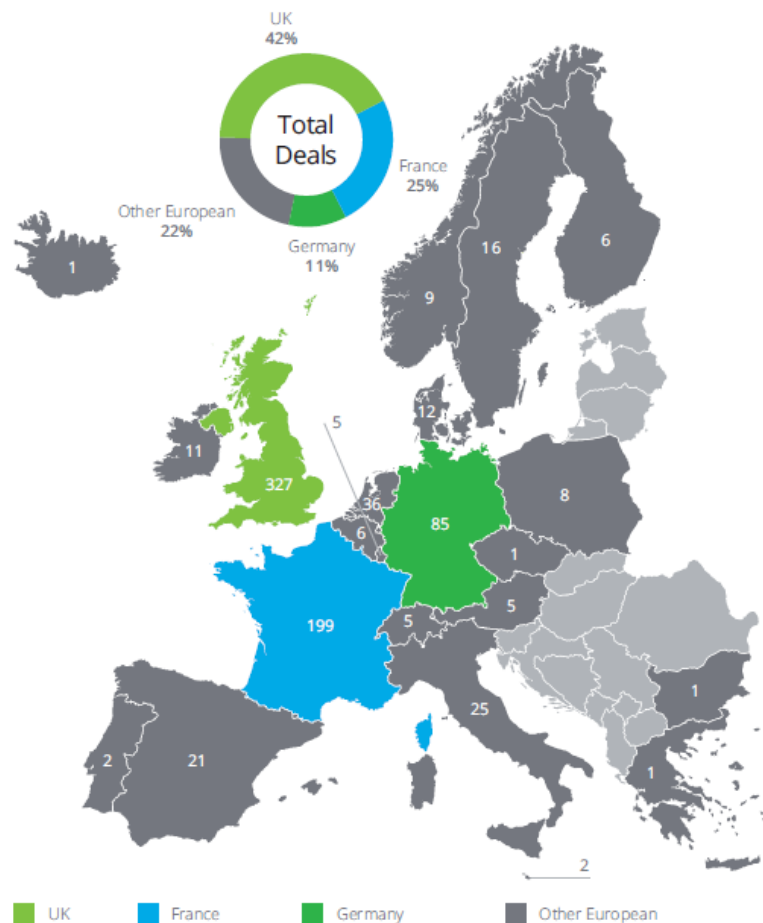 UK
42%
Total
Deals
France
25%
Other European
22%
Germany
11%
1
16
6
9
12
5
11
327
36
6
85
8
1
5
5
199
25
1
2
21
1
2
UK
France
Germany
Other European